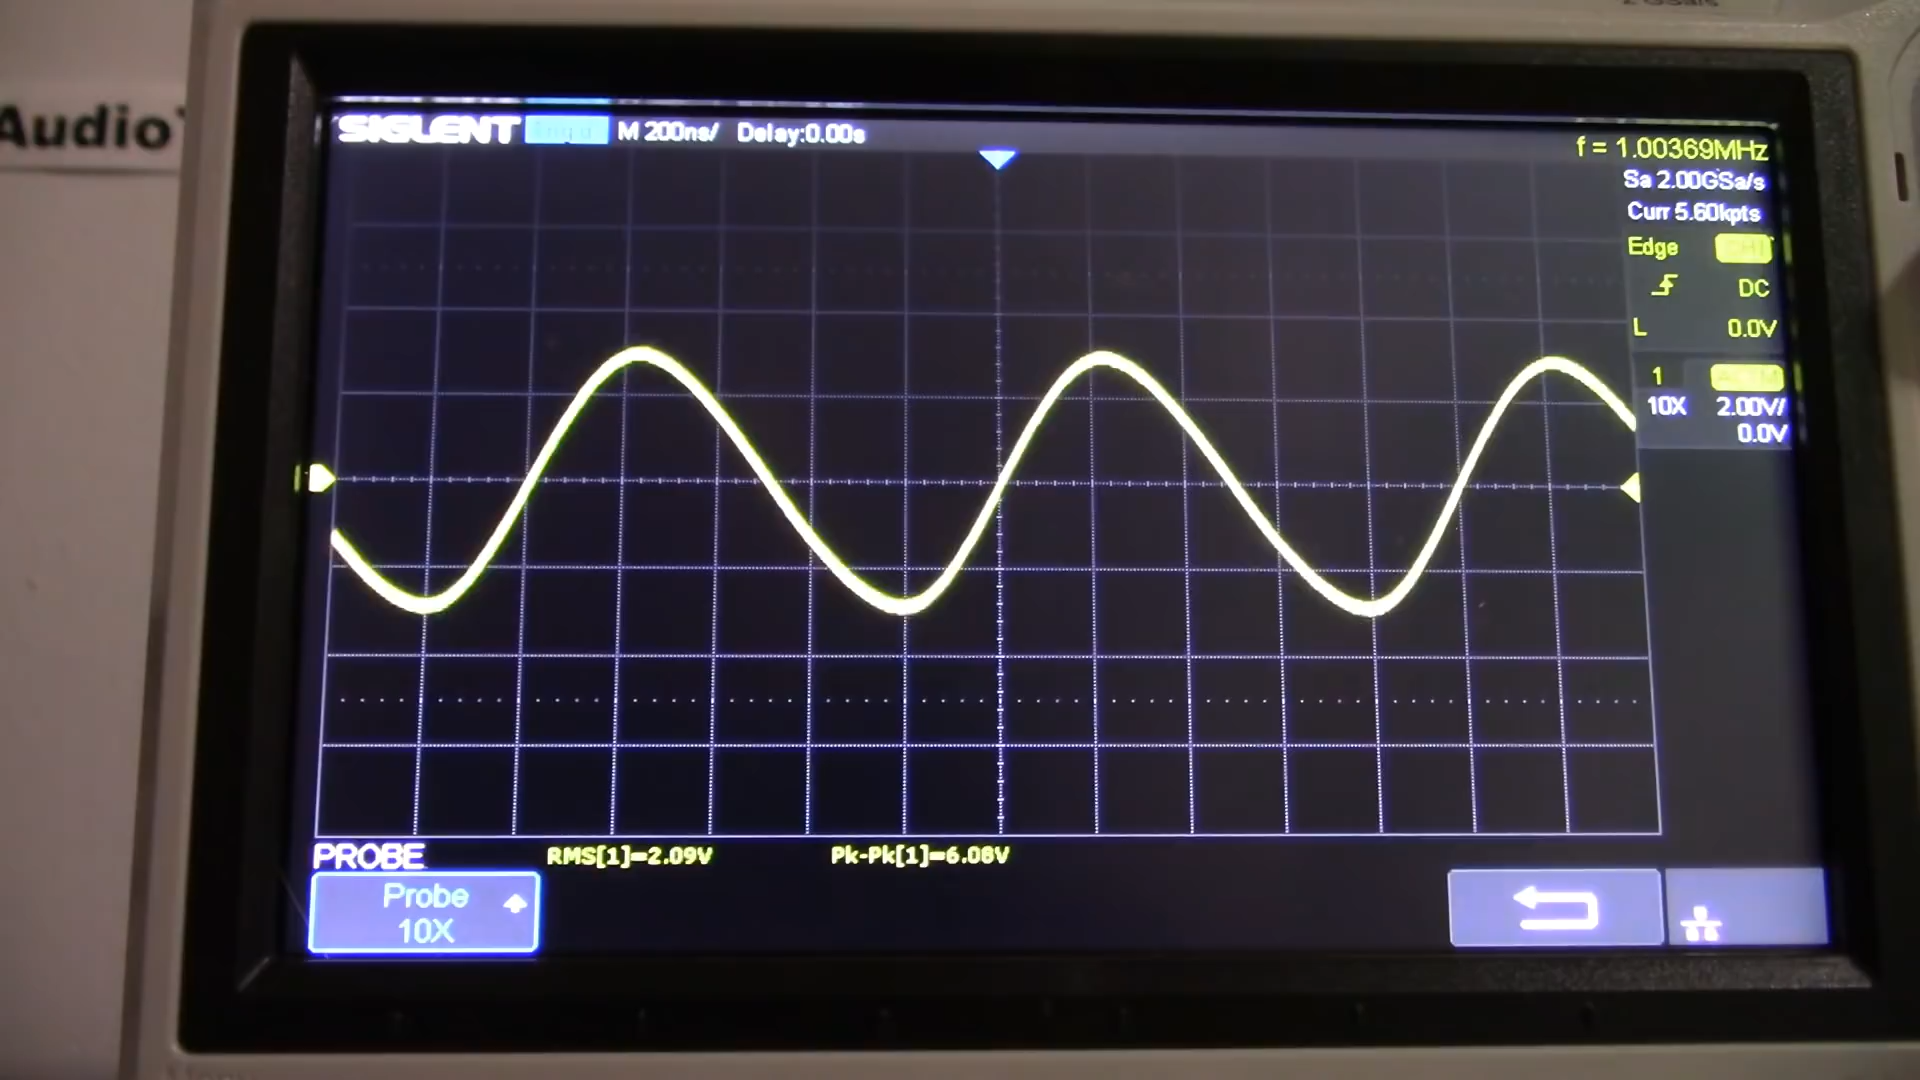 Audio
SIGLENT M 200ns/ Delay:0.00s
f = 1.00369MHz
Sa 2.00GSa/s
Curr 5.60kpts
Edge CH1
DC
L 0.0V
1
10X 2.00V/
0.0V
PROBE RMS[1]=2.09V Pk-Pk[1]=6.08V
Probe
10X